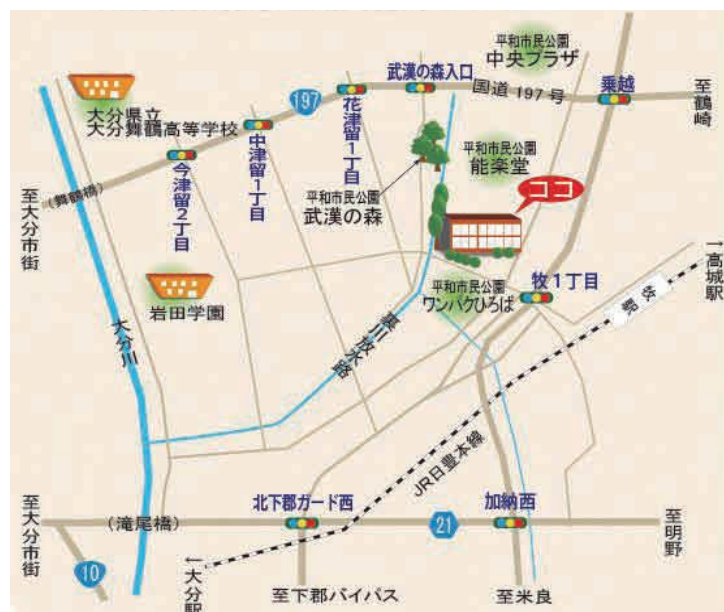 平和市民公園
中央プラザ
武漢の森入口
国道197号
乗越
至鶴崎
197
大分県立
大分舞鶴高等学校
花津留1丁目
中津留1丁目
今津留2丁目
平和市民公園
能楽堂
ココ
平和市民公園
武漢の森
至大分市街
(舞鶴橋)
→高城駅
牧駅
牧1丁目
平和市民公園
ワンパクひろば
岩田学園
大分川
裏川放水路
JR日豊本線
至大分市街
(滝尾橋)
北下郡ガード西
21
加納西
至明野
10
←大分駅
至下郡バイパス
至米良